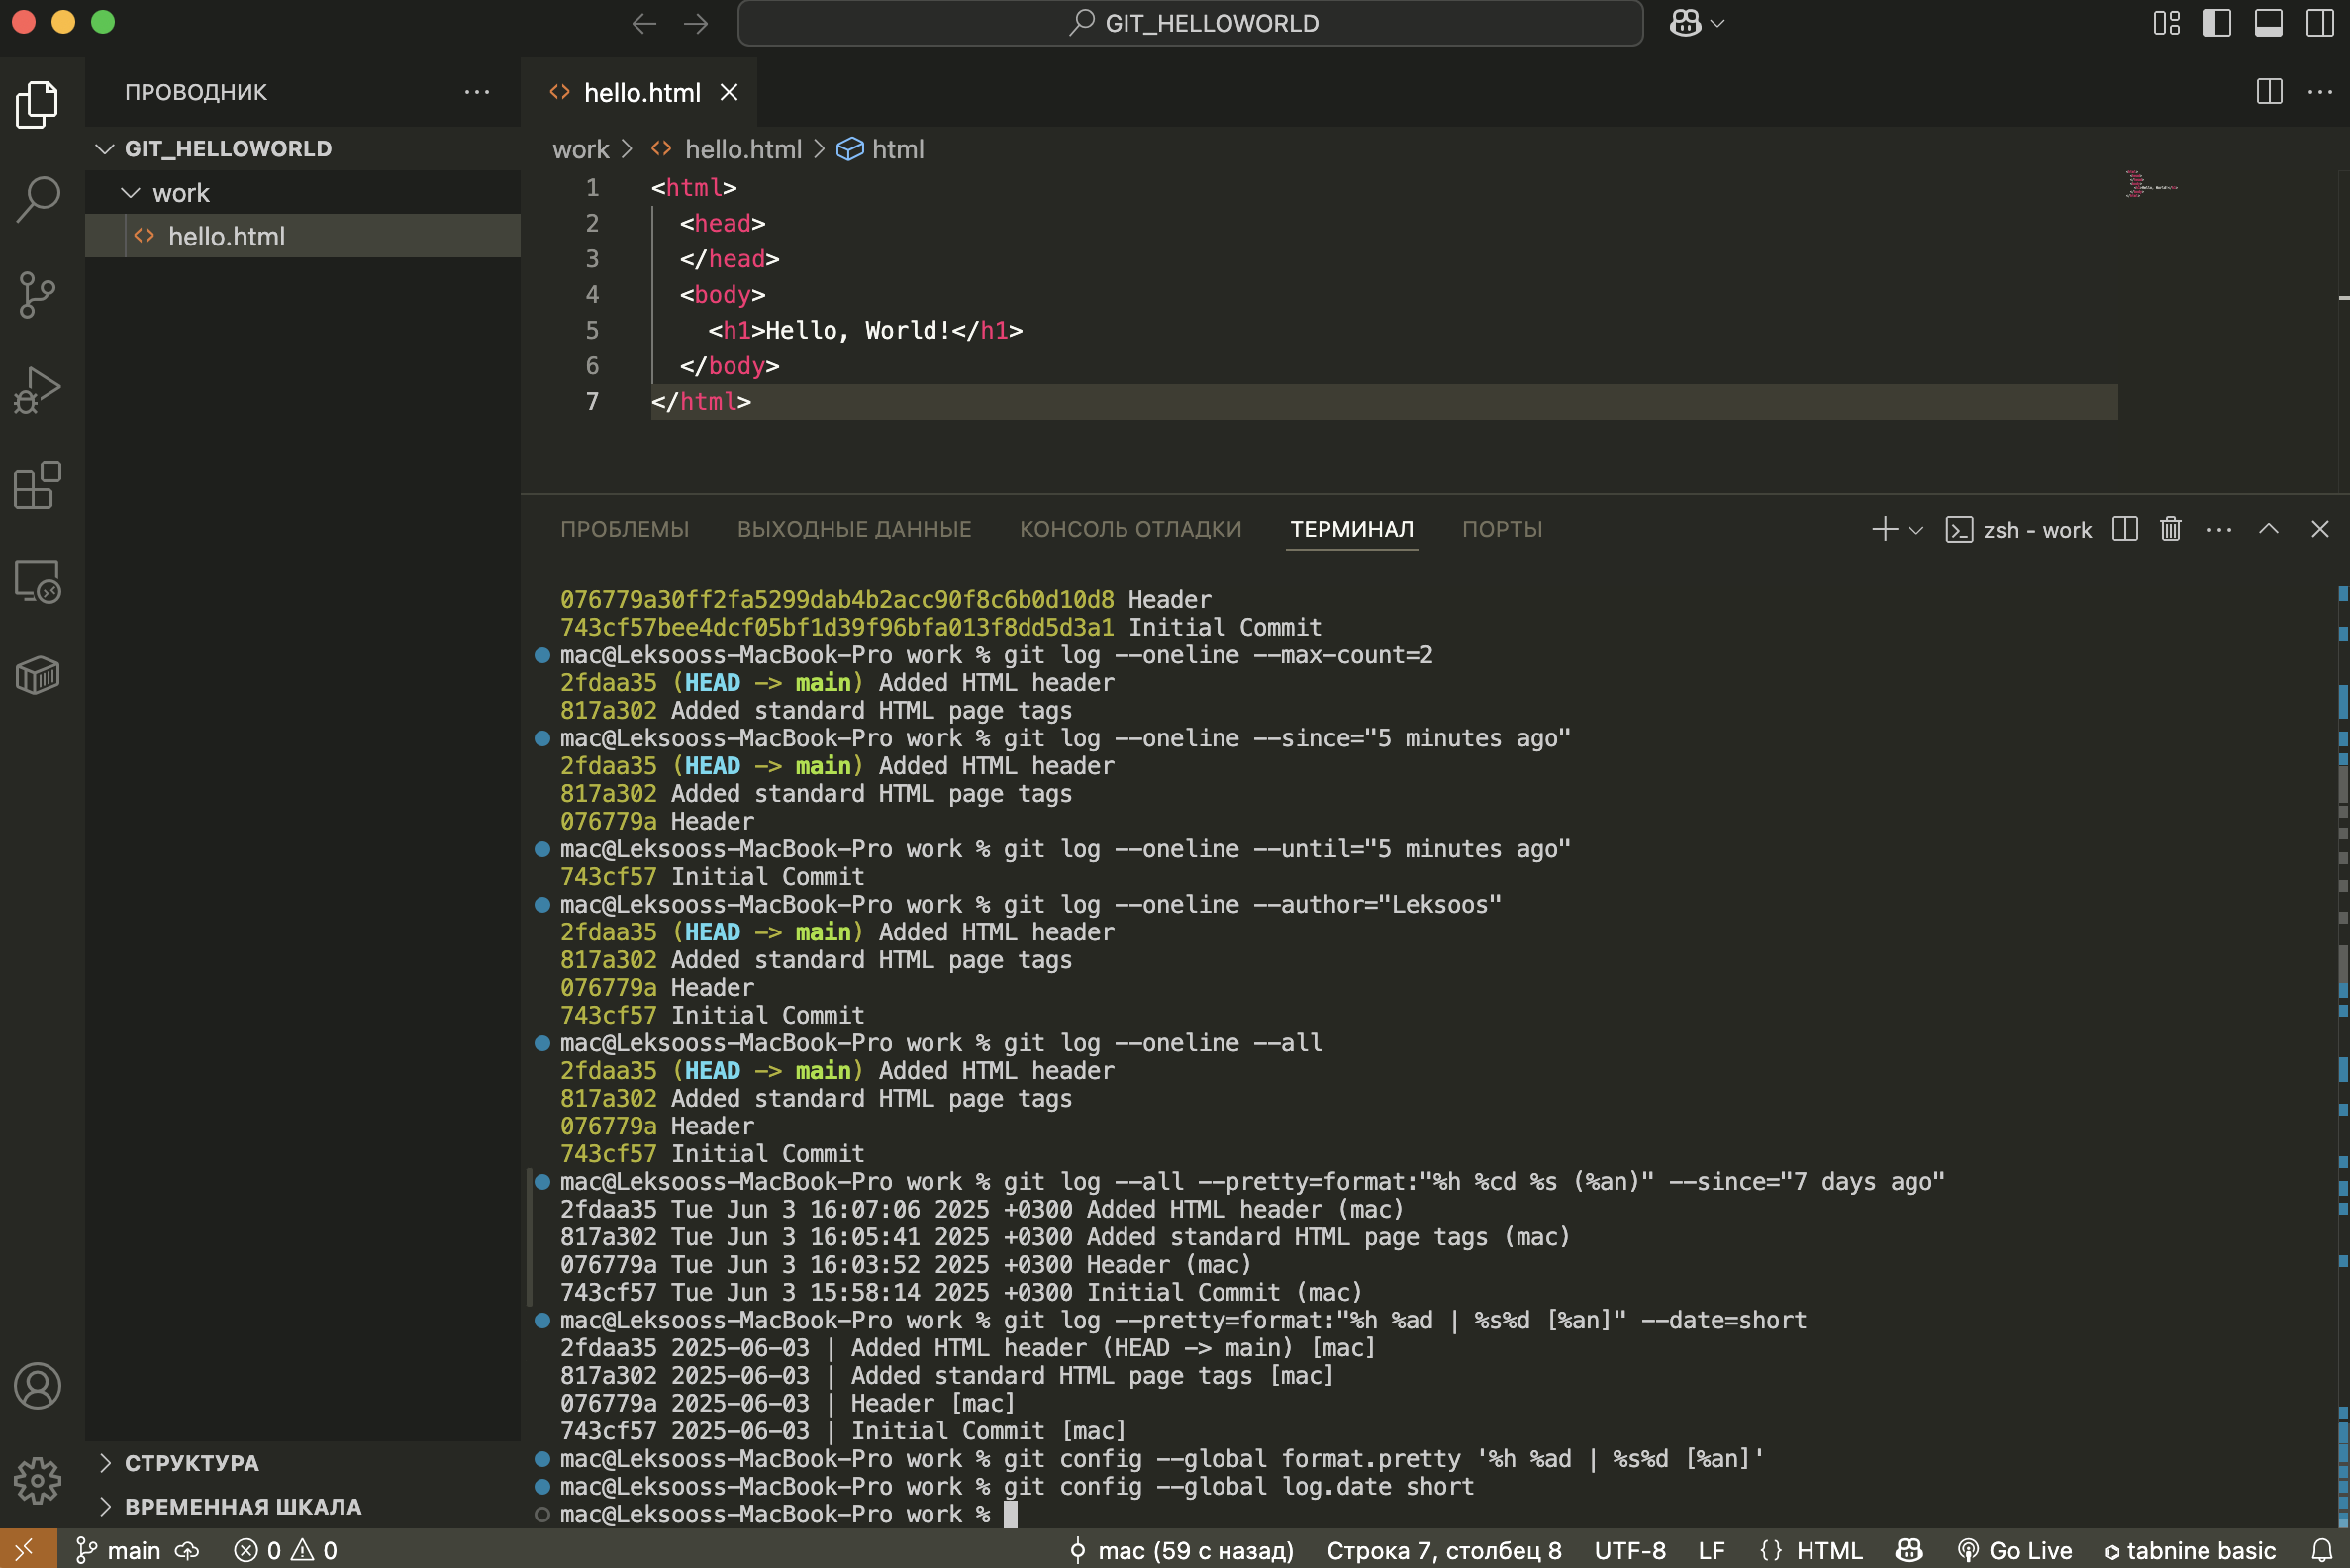 GIT_HELLOWORLD
ПРОВОДНИК
GIT_HELLOWORLD
work
hello.html
СТРУКТУРА
ВРЕМЕННАЯ ШКАЛА
hello.html
work > hello.html > html
1 <html>
2 <head>
3 </head>
4 <body>
5 <h1>Hello, World!</h1>
6 </body>
7 </html>
ПРОБЛЕМЫ ВЫХОДНЫЕ ДАННЫЕ КОНСОЛЬ ОТЛАДКИ ТЕРМИНАЛ ПОРТЫ zsh - work
076779a30ff2fa5299dab4b2acc90f8c6b0d10d8 Header
743cf57bee4dcf05bf1d39f96bfa013f8dd5d3a1 Initial Commit
mac@Leksooss-MacBook-Pro work % git log --oneline --max-count=2
2fdaa35 (HEAD -> main) Added HTML header
817a302 Added standard HTML page tags
mac@Leksooss-MacBook-Pro work % git log --oneline --since="5 minutes ago"
2fdaa35 (HEAD -> main) Added HTML header
817a302 Added standard HTML page tags
076779a Header
mac@Leksooss-MacBook-Pro work % git log --oneline --until="5 minutes ago"
743cf57 Initial Commit
mac@Leksooss-MacBook-Pro work % git log --oneline --author="Leksoos"
2fdaa35 (HEAD -> main) Added HTML header
817a302 Added standard HTML page tags
076779a Header
743cf57 Initial Commit
mac@Leksooss-MacBook-Pro work % git log --oneline --all
2fdaa35 (HEAD -> main) Added HTML header
817a302 Added standard HTML page tags
076779a Header
743cf57 Initial Commit
mac@Leksooss-MacBook-Pro work % git log --all --pretty=format:"%h %cd %s (%an)" --since="7 days ago"
2fdaa35 Tue Jun 3 16:07:06 2025 +0300 Added HTML header (mac)
817a302 Tue Jun 3 16:05:41 2025 +0300 Added standard HTML page tags (mac)
076779a Tue Jun 3 16:03:52 2025 +0300 Header (mac)
743cf57 Tue Jun 3 15:58:14 2025 +0300 Initial Commit (mac)
mac@Leksooss-MacBook-Pro work % git log --pretty=format:"%h %ad | %s%d [%an]" --date=short
2fdaa35 2025-06-03 | Added HTML header (HEAD -> main) [mac]
817a302 2025-06-03 | Added standard HTML page tags [mac]
076779a 2025-06-03 | Header [mac]
743cf57 2025-06-03 | Initial Commit [mac]
mac@Leksooss-MacBook-Pro work % git config --global format.pretty '%h %ad | %s%d [%an]'
mac@Leksooss-MacBook-Pro work % git config --global log.date short
mac@Leksooss-MacBook-Pro work %
main 0 0 mac (59 с назад) Строка 7, столбец 8 UTF-8 LF {} HTML Go Live tabnine basic